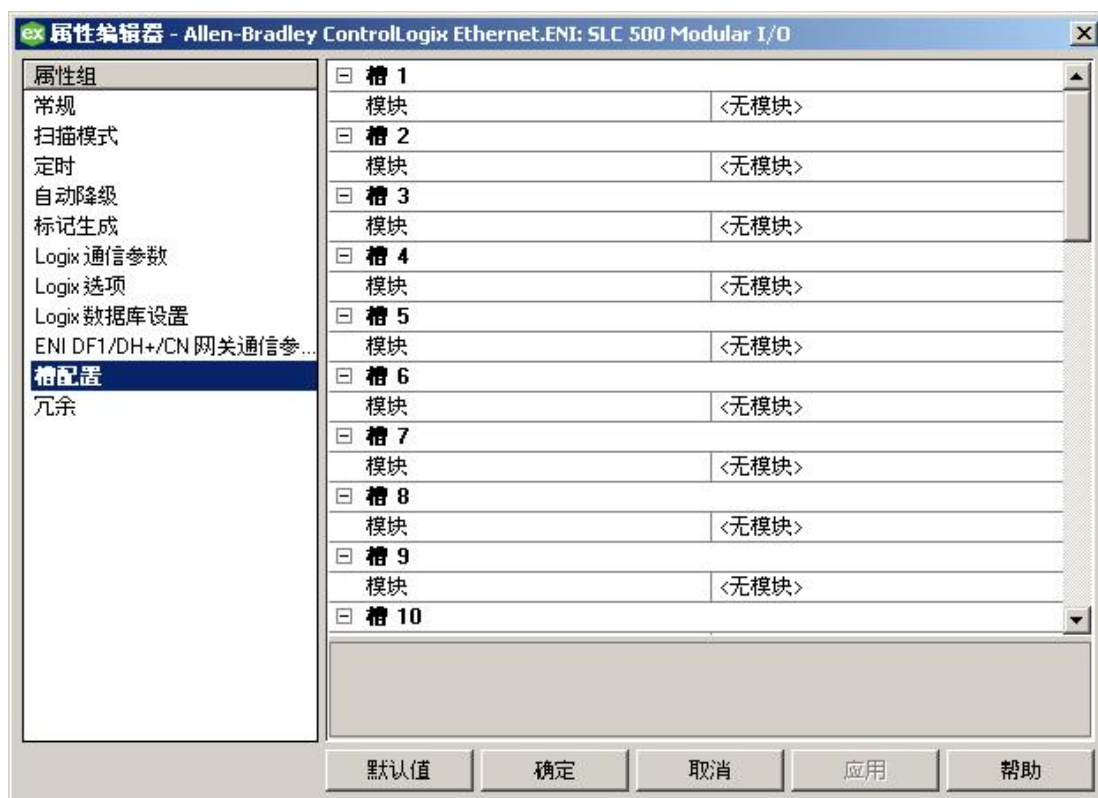 ex 属性编辑器 - Allen-Bradley ControlLogix Ethernet.ENI: SLC 500 Modular I/O
属性组
常规
扫描模式
定时
自动降级
标记生成
Logix 通信参数
Logix 选项
Logix 数据库设置
ENI DF1/DH+/CN 网关通信参...
槽配置
冗余
槽 1
模块 <无模块>
槽 2
模块 <无模块>
槽 3
模块 <无模块>
槽 4
模块 <无模块>
槽 5
模块 <无模块>
槽 6
模块 <无模块>
槽 7
模块 <无模块>
槽 8
模块 <无模块>
槽 9
模块 <无模块>
槽 10
默认值 确定 取消 应用 帮助